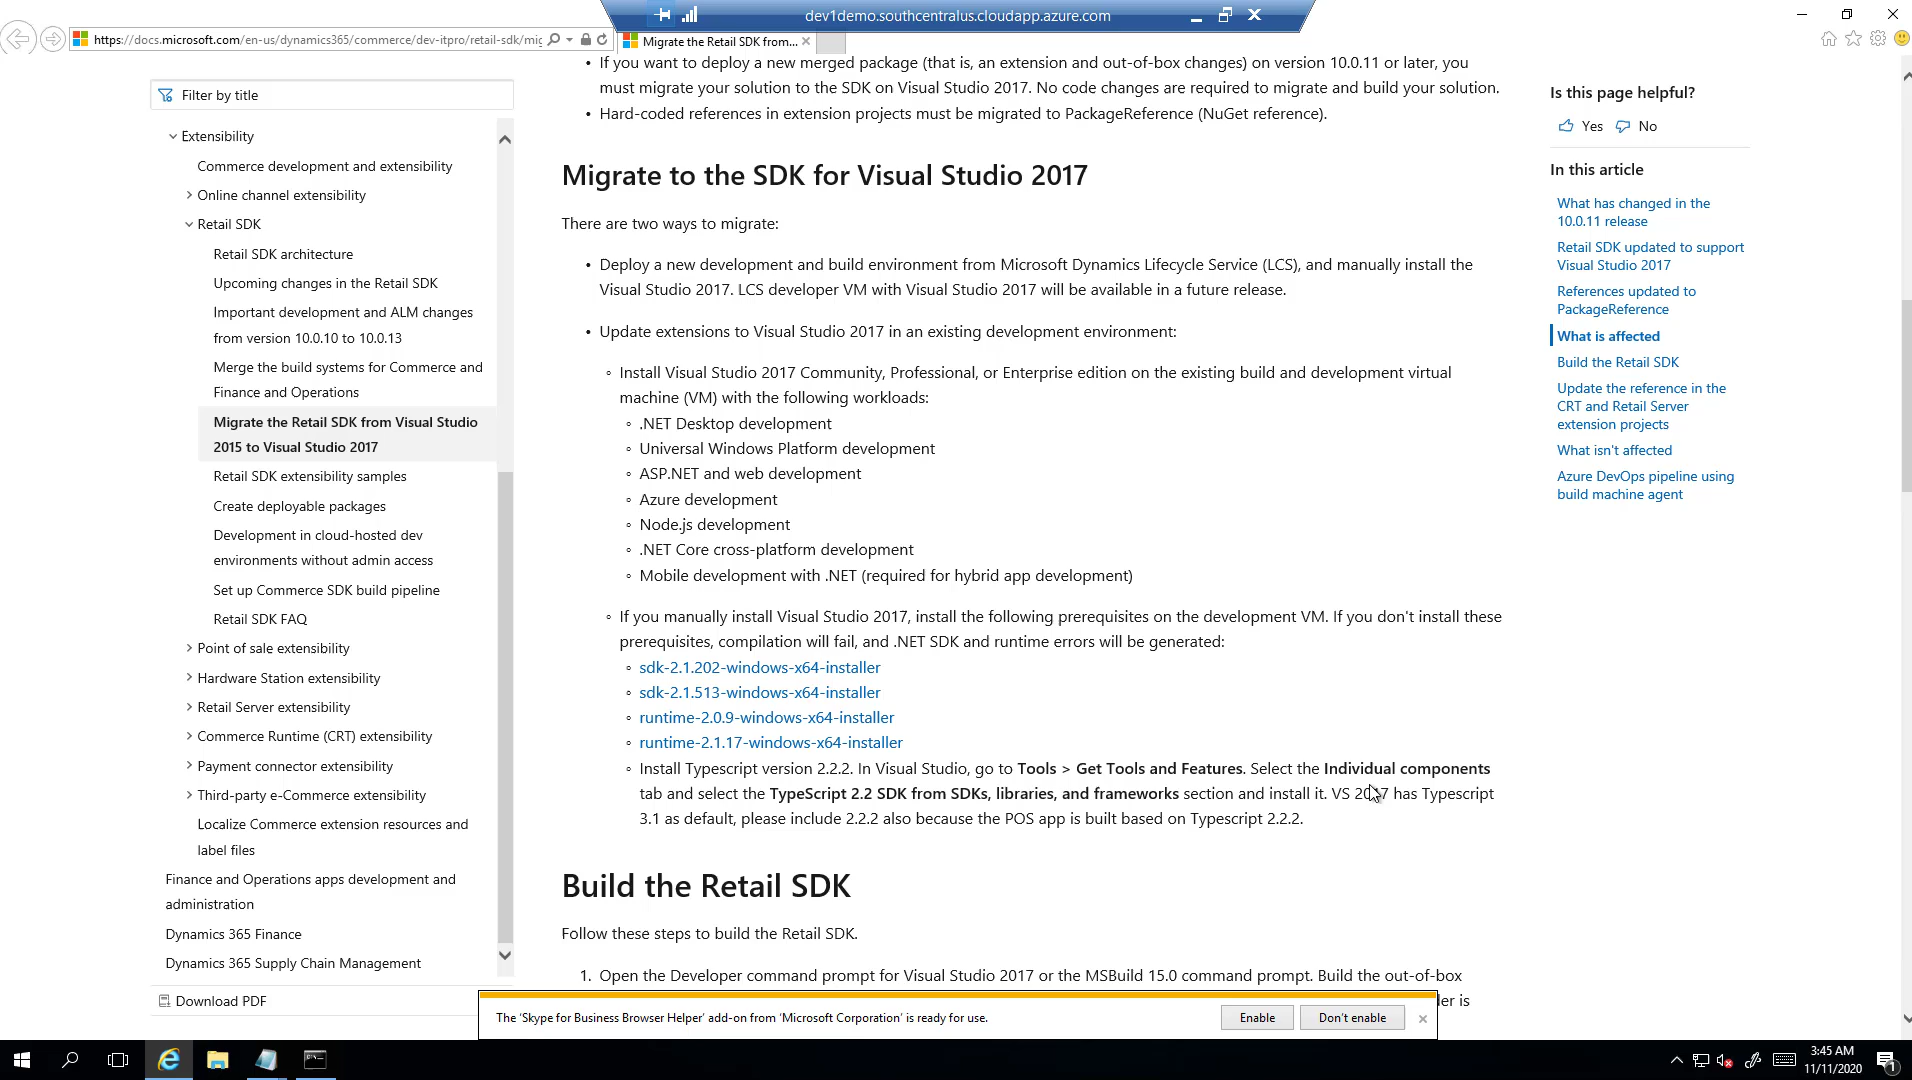 dev1demo.southcentralus.cloudapp.azure.com
https://docs.microsoft.com/en-us/dynamics365/commerce/dev-itpro/retail-sdk/mig
Migrate the Retail SDK from...
Filter by title
Extensibility
Commerce development and extensibility
Online channel extensibility
Retail SDK
Retail SDK architecture
Upcoming changes in the Retail SDK
Important development and ALM changes
from version 10.0.10 to 10.0.13
Merge the build systems for Commerce and
Finance and Operations
Migrate the Retail SDK from Visual Studio
2015 to Visual Studio 2017
Retail SDK extensibility samples
Create deployable packages
Development in cloud-hosted dev
environments without admin access
Set up Commerce SDK build pipeline
Retail SDK FAQ
Point of sale extensibility
Hardware Station extensibility
Retail Server extensibility
Commerce Runtime (CRT) extensibility
Payment connector extensibility
Third-party e-Commerce extensibility
Localize Commerce extension resources and
label files
Finance and Operations apps development and
administration
Dynamics 365 Finance
Dynamics 365 Supply Chain Management
Download PDF
• If you want to deploy a new merged package (that is, an extension and out-of-box changes) on version 10.0.11 or later, you
must migrate your solution to the SDK on Visual Studio 2017. No code changes are required to migrate and build your solution.
• Hard-coded references in extension projects must be migrated to PackageReference (NuGet reference).
Migrate to the SDK for Visual Studio 2017
There are two ways to migrate:
• Deploy a new development and build environment from Microsoft Dynamics Lifecycle Service (LCS), and manually install the
Visual Studio 2017. LCS developer VM with Visual Studio 2017 will be available in a future release.
• Update extensions to Visual Studio 2017 in an existing development environment:
◦ Install Visual Studio 2017 Community, Professional, or Enterprise edition on the existing build and development virtual
machine (VM) with the following workloads:
◦ .NET Desktop development
◦ Universal Windows Platform development
◦ ASP.NET and web development
◦ Azure development
◦ Node.js development
◦ .NET Core cross-platform development
◦ Mobile development with .NET (required for hybrid app development)
◦ If you manually install Visual Studio 2017, install the following prerequisites on the development VM. If you don't install these
prerequisites, compilation will fail, and .NET SDK and runtime errors will be generated:
◦ sdk-2.1.202-windows-x64-installer
◦ sdk-2.1.513-windows-x64-installer
◦ runtime-2.0.9-windows-x64-installer
◦ runtime-2.1.17-windows-x64-installer
◦ Install Typescript version 2.2.2. In Visual Studio, go to Tools > Get Tools and Features. Select the Individual components
tab and select the TypeScript 2.2 SDK from SDKs, libraries, and frameworks section and install it. VS 2017 has Typescript
3.1 as default, please include 2.2.2 also because the POS app is built based on Typescript 2.2.2.
Build the Retail SDK
Follow these steps to build the Retail SDK.
1. Open the Developer command prompt for Visual Studio 2017 or the MSBuild 15.0 command prompt. Build the out-of-box
ler is
Is this page helpful?
Yes No
In this article
What has changed in the
10.0.11 release
Retail SDK updated to support
Visual Studio 2017
References updated to
PackageReference
What is affected
Build the Retail SDK
Update the reference in the
CRT and Retail Server
extension projects
What isn't affected
Azure DevOps pipeline using
build machine agent
The 'Skype for Business Browser Helper' add-on from 'Microsoft Corporation' is ready for use.
Enable
Don't enable
3:45 AM
11/11/2020
1